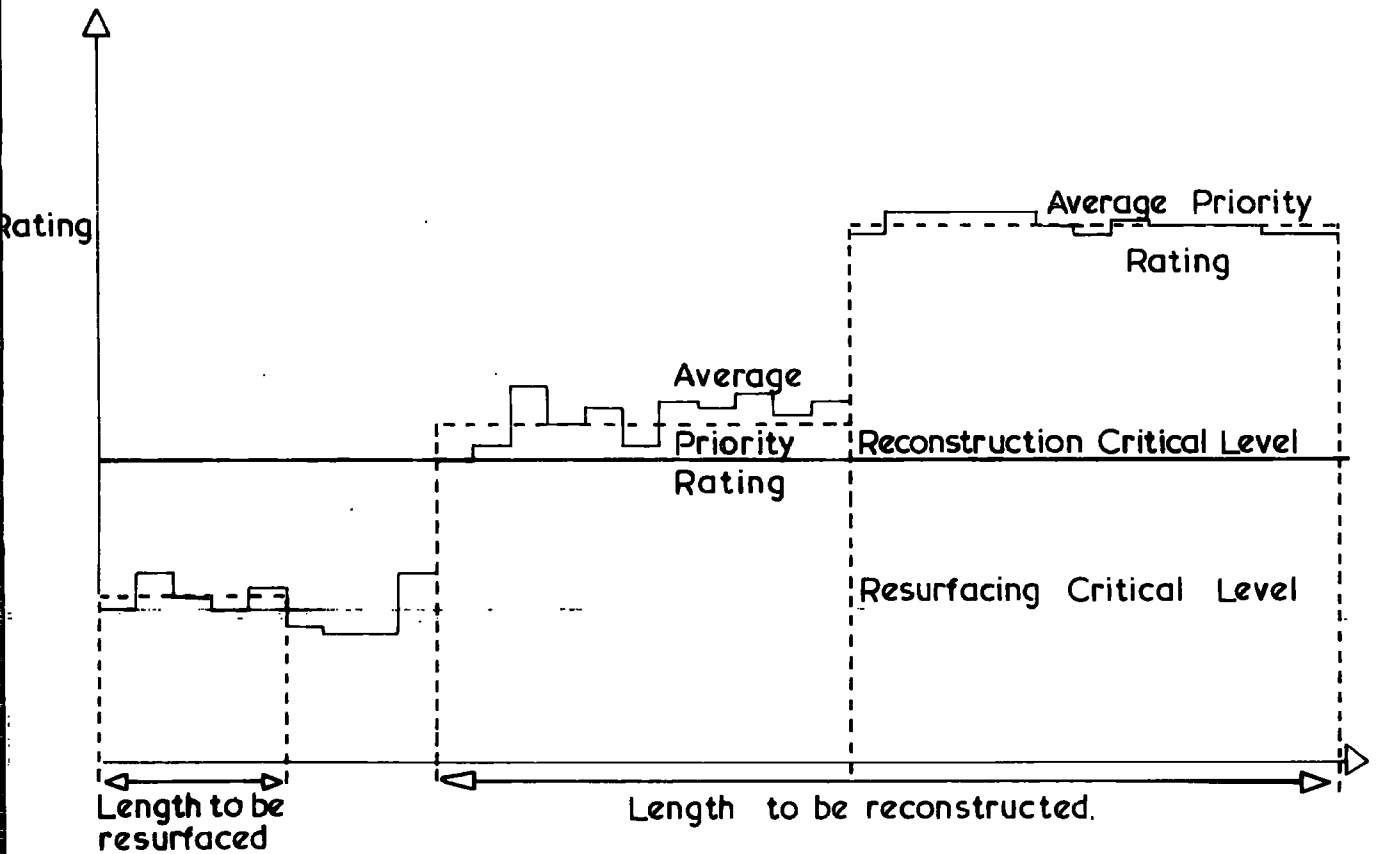 Rating
Average Priority
Rating
Average
Priority
Rating
Reconstruction Critical Level
Resurfacing Critical Level
Length to be
resurfaced
Length to be reconstructed.